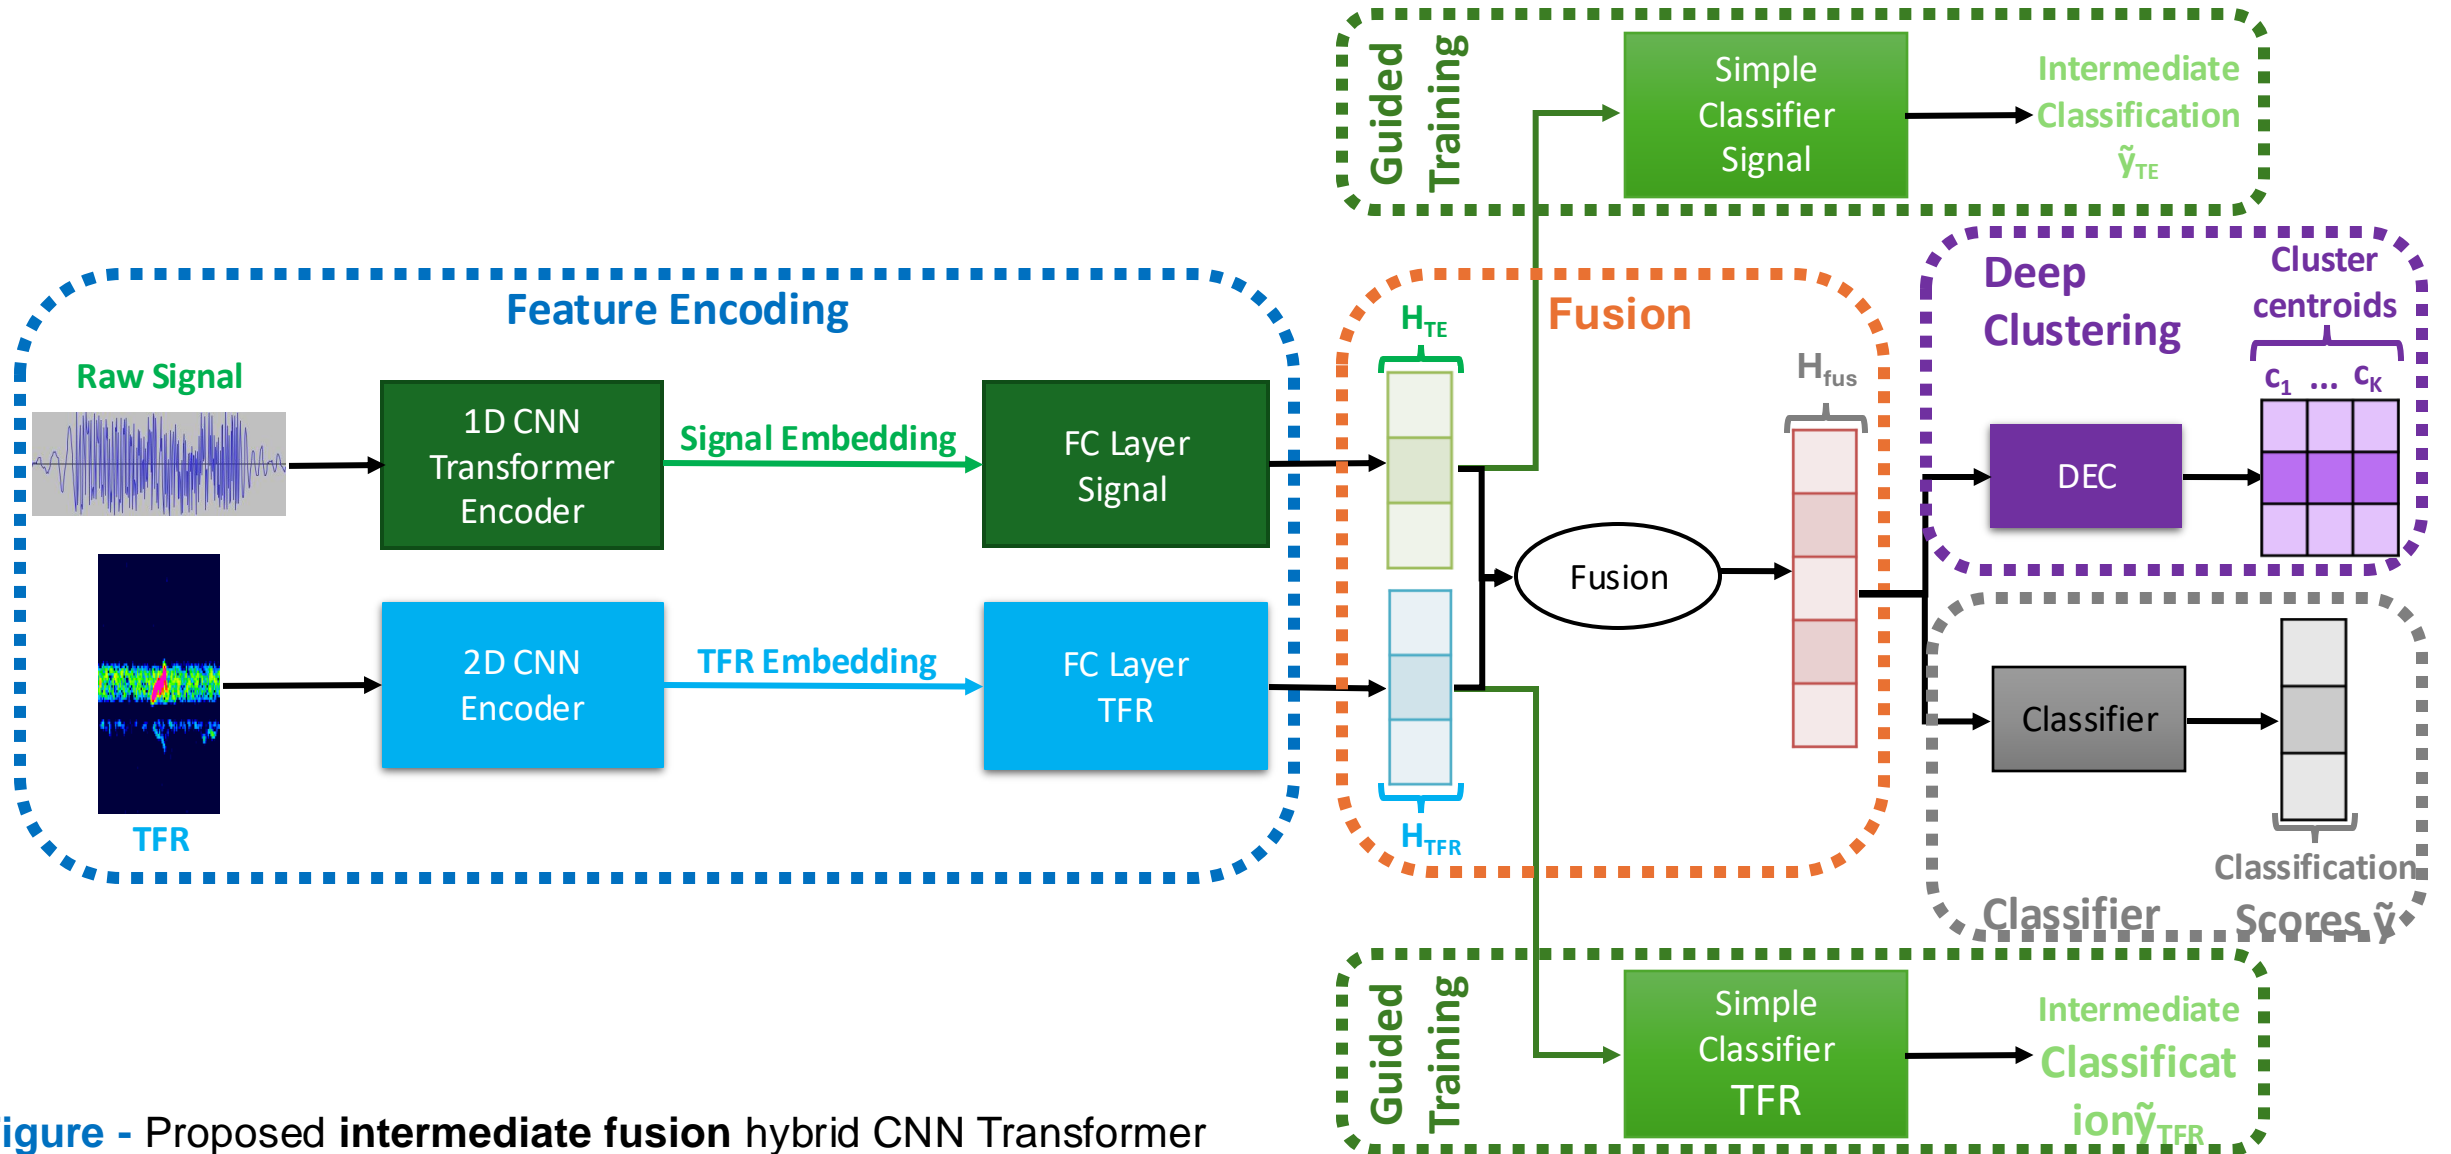 Guided
Training
Simple
Classifier
Signal
Intermediate
Classification
ỹTE
Feature Encoding
Raw Signal
1D CNN
Transformer
Encoder
Signal Embedding
FC Layer
Signal
TFR
2D CNN
Encoder
TFR Embedding
FC Layer
TFR
Fusion
HTE
HTFR
Fusion
Hfus
Deep
Clustering
Cluster
centroids
c1 ... cK
DEC
Classifier
Classification
Scores ỹ
Classifier
Guided
Training
Simple
Classifier
TFR
Intermediate
Classificat
ionỹTFR
igure - Proposed intermediate fusion hybrid CNN Transformer